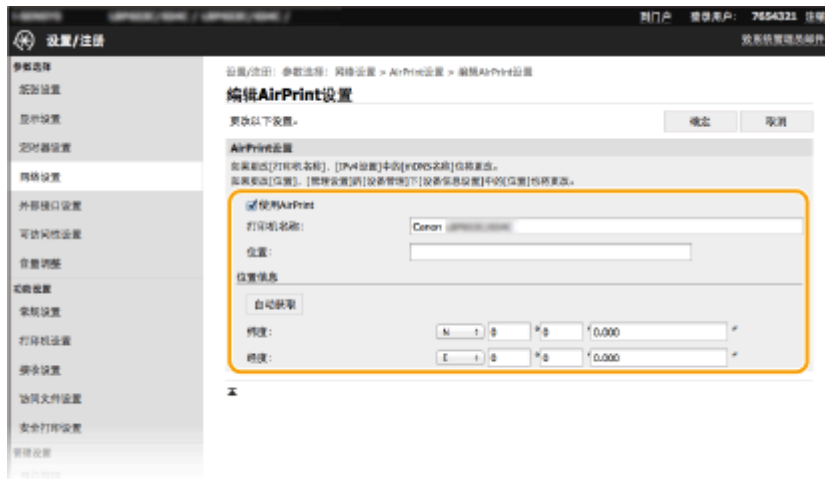 到门户 登录用户: 7654321 注销
设置/注册
致系统管理员邮件
参数选择
纸张设置
显示设置
定时器设置
网络设置
外部接口设置
可访问性设置
音量调整
功能设置
常规设置
打印机设置
接收设置
访问文件设置
安全打印设置
管理设置
设置/注册: 参数选择: 网络设置 > AirPrint设置 > 编辑AirPrint设置
编辑AirPrint设置
更改以下设置。
确定 取消
AirPrint设置
如果更改[打印机名称]，[IPv4设置]中的[mDNS名称]也将更改。
如果更改[位置]，[管理设置]的[设备管理]下[设备信息设置]中的[位置]也将更改。
使用AirPrint
打印机名称: Canon
位置:
位置信息
自动获取
纬度: N 0 ° 0 ' 0.000 "
经度: E 0 ° 0 ' 0.000 "